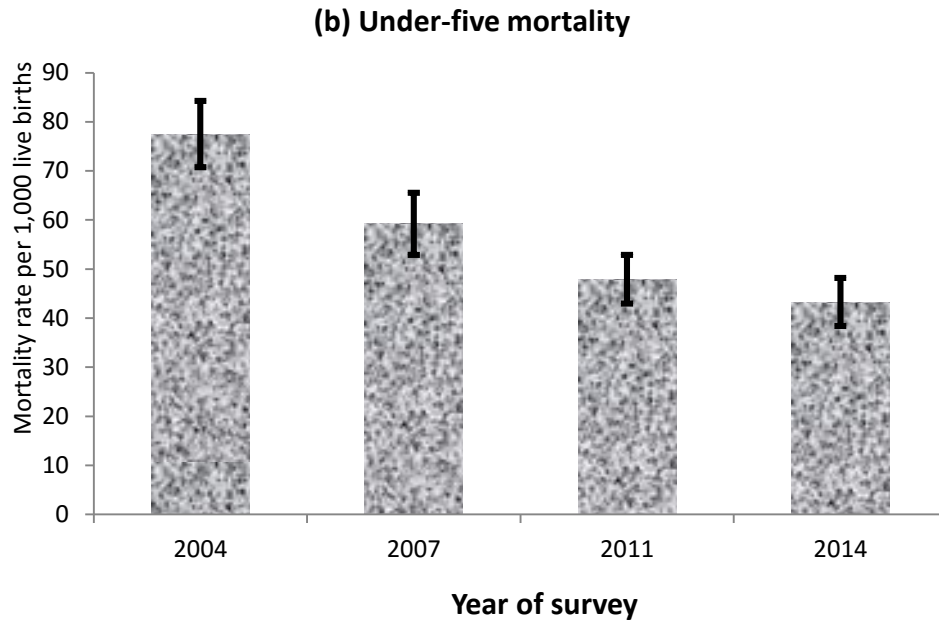 (b) Under-five mortality
Mortality rate per 1,000 live births
90
80
70
60
50
40
30
20
10
0
2004 2007 2011 2014
Year of survey